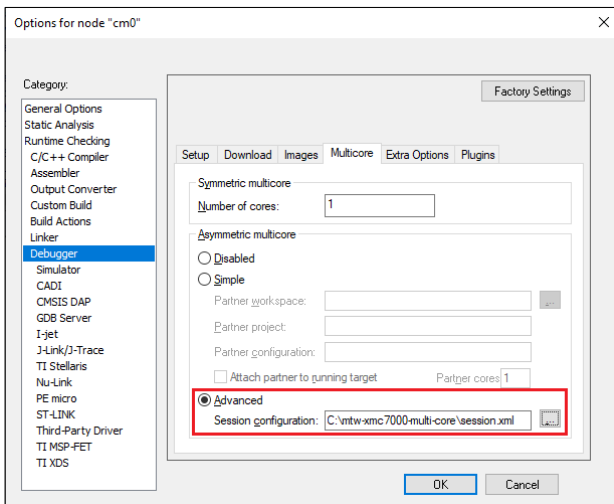 Options for node "cm0"
Category:
General Options
Static Analysis
Runtime Checking
C/C++ Compiler
Assembler
Output Converter
Custom Build
Build Actions
Linker
Debugger
Simulator
CADI
CMSIS DAP
GDB Server
I-jet
J-Link/J-Trace
TI Stellaris
Nu-Link
PE micro
ST-LINK
Third-Party Driver
TI MSP-FET
TI XDS
Factory Settings
Setup Download Images Multicore Extra Options Plugins
Symmetric multicore
Number of cores: 1
Asymmetric multicore
Disabled
Simple
Partner workspace: ...
Partner project:
Partner configuration:
Attach partner to running target Partner cores 1
Advanced
Session configuration: C:\mtw-xmc7000-multi-core\session.xml ...
OK Cancel